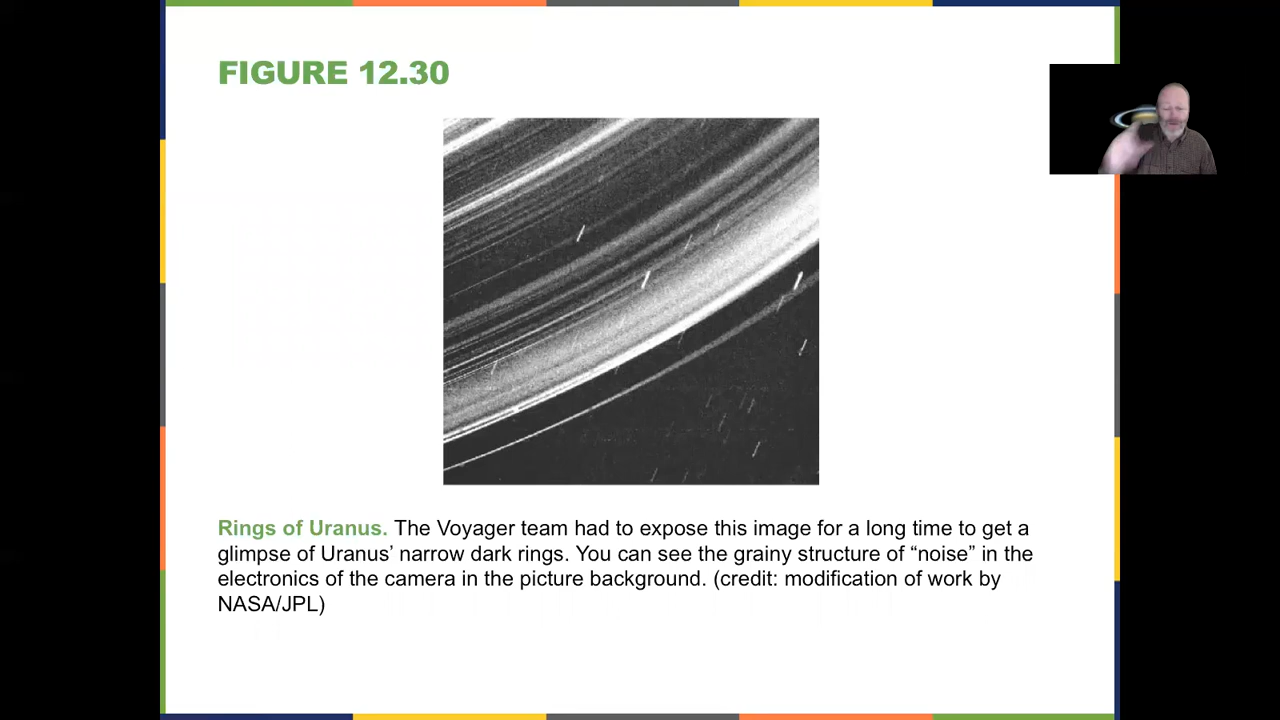 FIGURE 12.30
Rings of Uranus. The Voyager team had to expose this image for a long time to get a
glimpse of Uranus’ narrow dark rings. You can see the grainy structure of “noise” in the
electronics of the camera in the picture background. (credit: modification of work by
NASA/JPL)